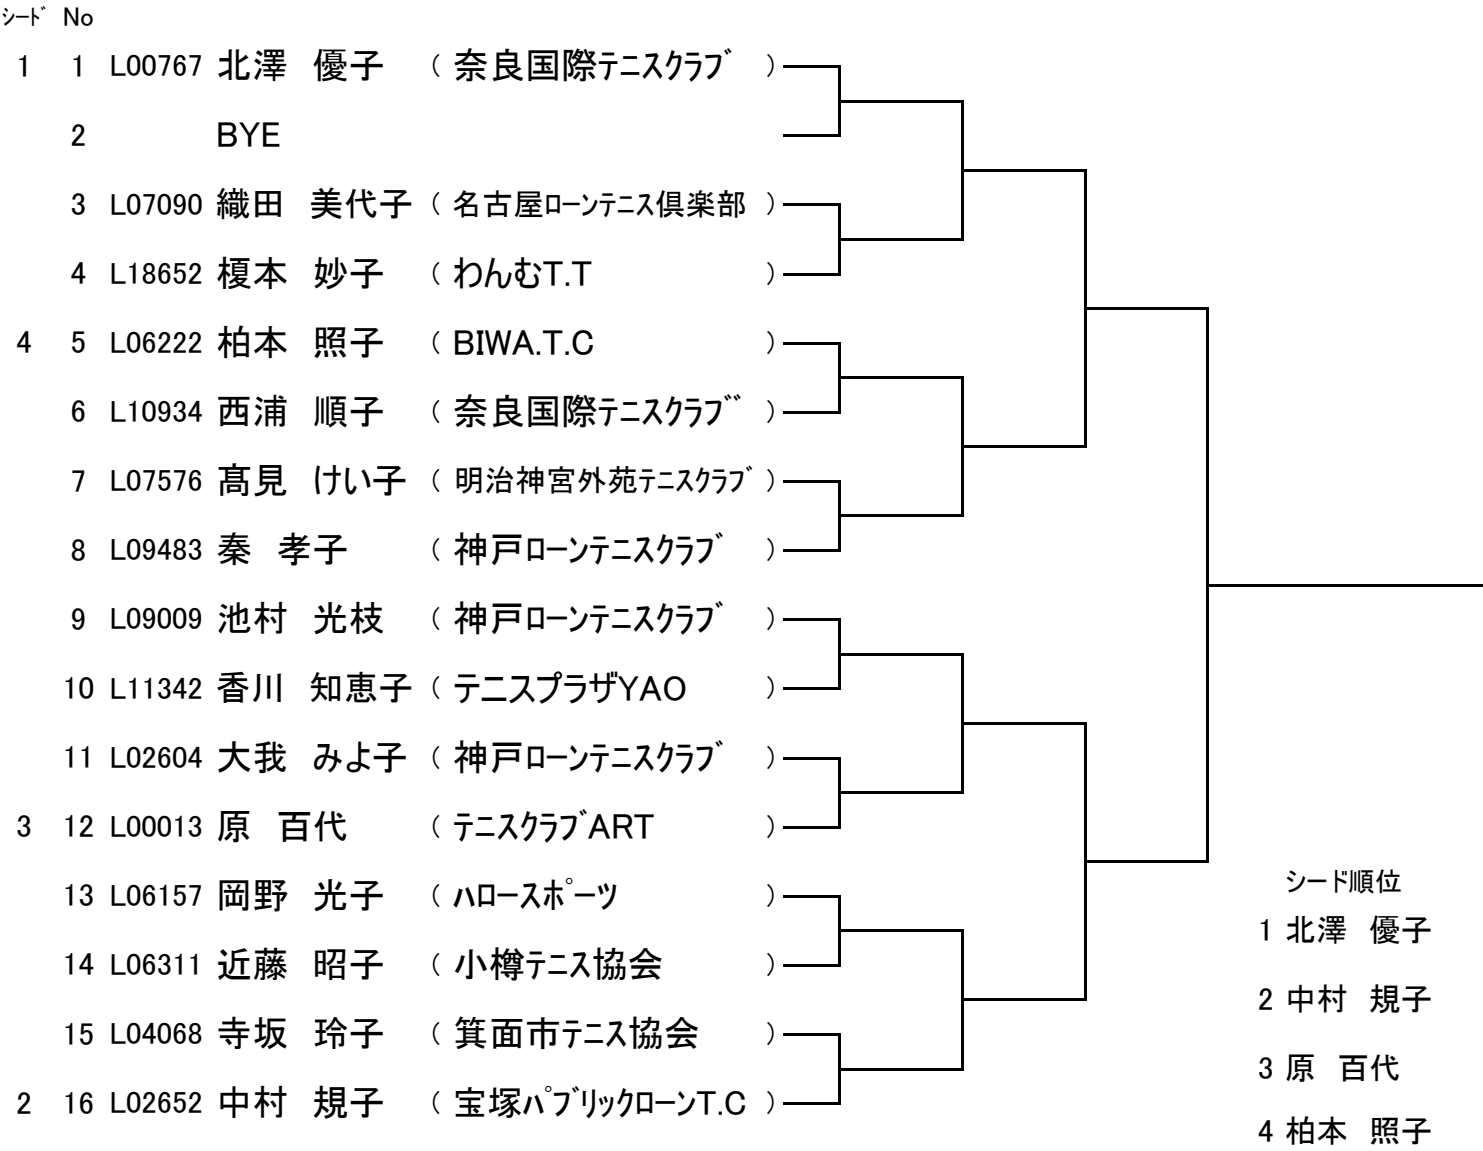 ｼｰﾄﾞ No
1 1 L00767 北澤　優子 （ 奈良国際ﾃﾆｽｸﾗﾌﾞ ）
2 BYE
3 L07090 織田　美代子 （ 名古屋ﾛｰﾝﾃﾆｽ倶楽部 ）
4 L18652 榎本　妙子 （ わんむT.T ）
4 5 L06222 柏本　照子 （ BIWA.T.C ）
6 L10934 西浦　順子 （ 奈良国際ﾃﾆｽｸﾗﾌﾞﾞ ）
7 L07576 髙見　けい子 （ 明治神宮外苑ﾃﾆｽｸﾗﾌﾞ ）
8 L09483 秦　孝子 （ 神戸ﾛｰﾝﾃﾆｽｸﾗﾌﾞ ）
9 L09009 池村　光枝 （ 神戸ﾛｰﾝﾃﾆｽｸﾗﾌﾞ ）
10 L11342 香川　知恵子 （ テニスプラザYAO ）
11 L02604 大我　みよ子 （ 神戸ﾛｰﾝﾃﾆｽｸﾗﾌﾞ ）
3 12 L00013 原　百代 （ ﾃﾆｽｸﾗﾌﾞART ）
13 L06157 岡野　光子 （ ﾊﾛｰｽﾎﾟｰﾂ ）
14 L06311 近藤　昭子 （ 小樽ﾃﾆｽ協会 ）
15 L04068 寺坂　玲子 （ 箕面市ﾃﾆｽ協会 ）
2 16 L02652 中村　規子 （ 宝塚ﾊﾟﾌﾞﾘｯｸﾛｰﾝT.C ）
シード順位
1 北澤　優子
2 中村　規子
3 原　百代
4 柏本　照子